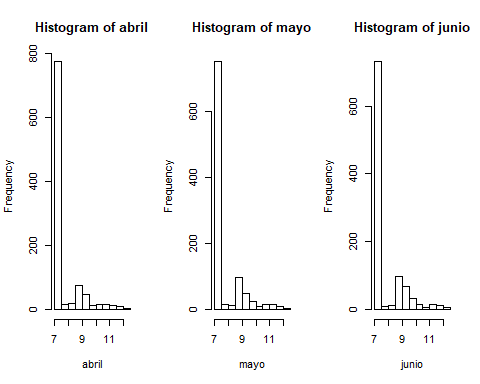 Histogram of abril
Frequency
0
200
400
600
800
7
9
11
abril
Histogram of mayo
Frequency
0
200
400
600
7
9
11
mayo
Histogram of junio
Frequency
0
200
400
600
7
9
11
junio